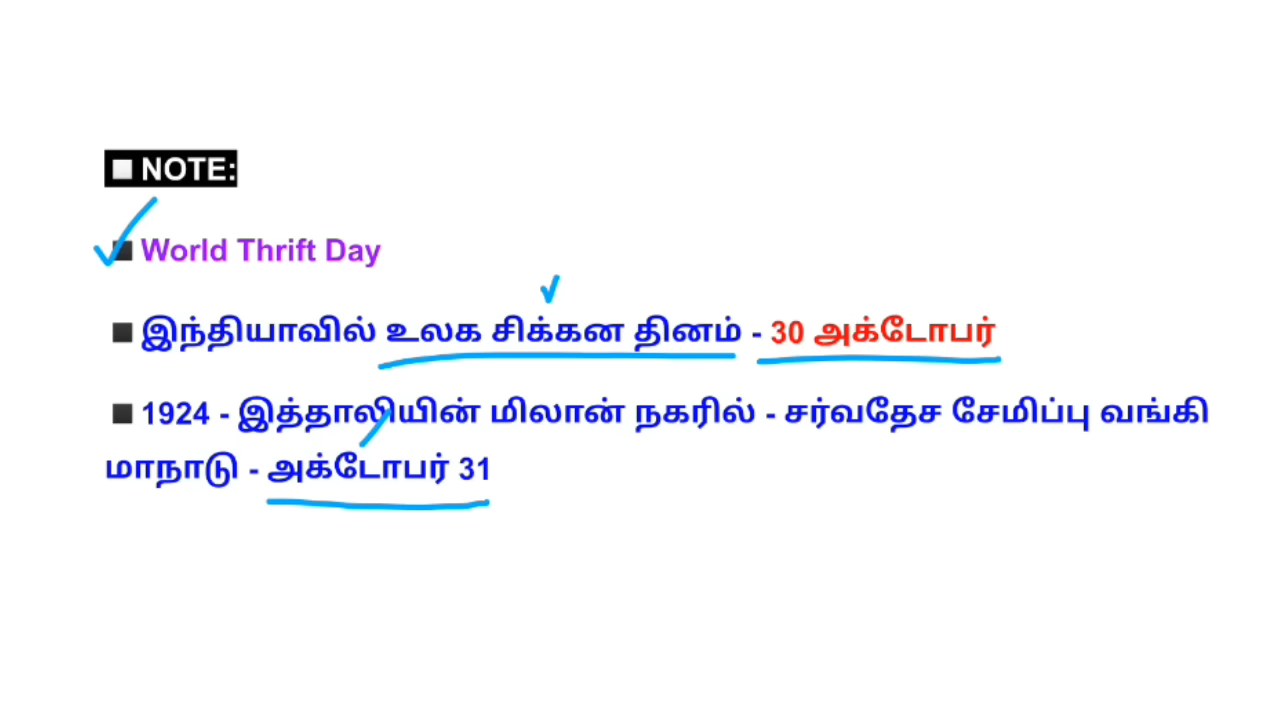 NOTE:
World Thrift Day
இந்தியாவில் உலக சிக்கன தினம் - 30 அக்டோபர்
1924 - இத்தாலியின் மிலான் நகரில் - சர்வதேச சேமிப்பு வங்கி
மாநாடு - அக்டோபர் 31